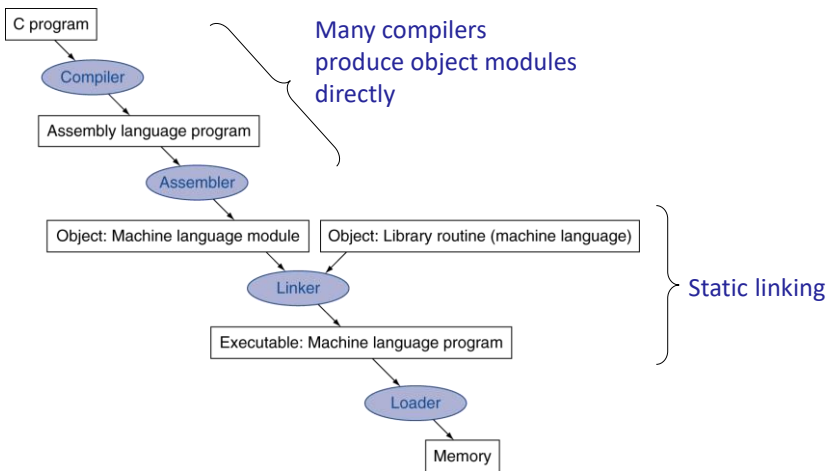 C program
Many compilers
produce object modules
directly
Compiler
Assembly language program
Assembler
Object: Machine language module
Object: Library routine (machine language)
Linker
Static linking
Executable: Machine language program
Loader
Memory